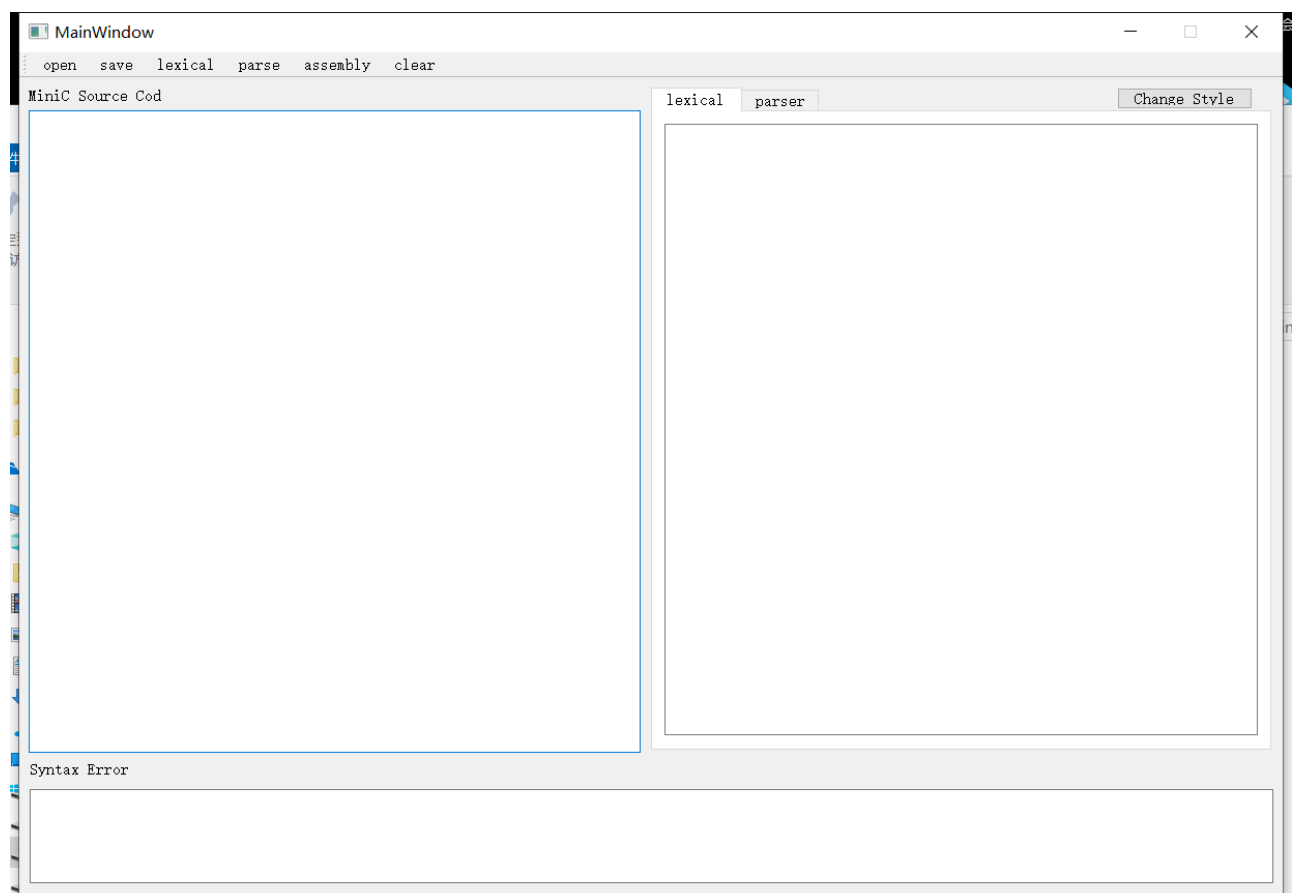 MainWindow
open save lexical parse assembly clear
MiniC Source Cod
lexical parser Change Style
Syntax Error